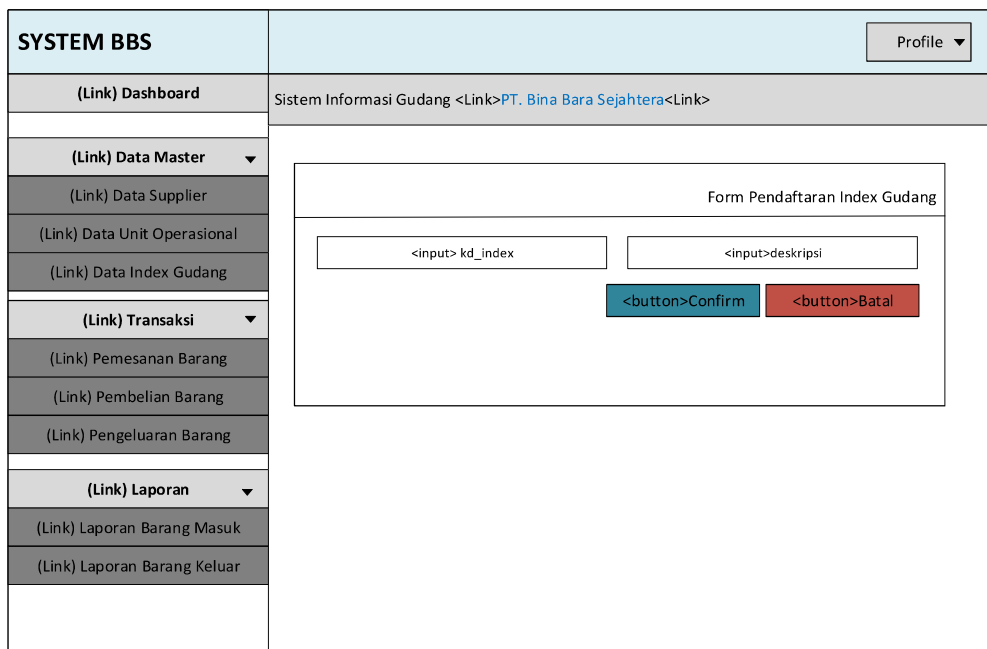 SYSTEM BBS
Profile
(Link) Dashboard
Sistem Informasi Gudang <Link>PT. Bina Bara Sejahtera<Link>
(Link) Data Master
(Link) Data Supplier
(Link) Data Unit Operasional
(Link) Data Index Gudang
(Link) Transaksi
(Link) Pemesanan Barang
(Link) Pembelian Barang
(Link) Pengeluaran Barang
(Link) Laporan
(Link) Laporan Barang Masuk
(Link) Laporan Barang Keluar
Form Pendaftaran Index Gudang
<input> kd_index
<input>deskripsi
<button>Confirm
<button>Batal